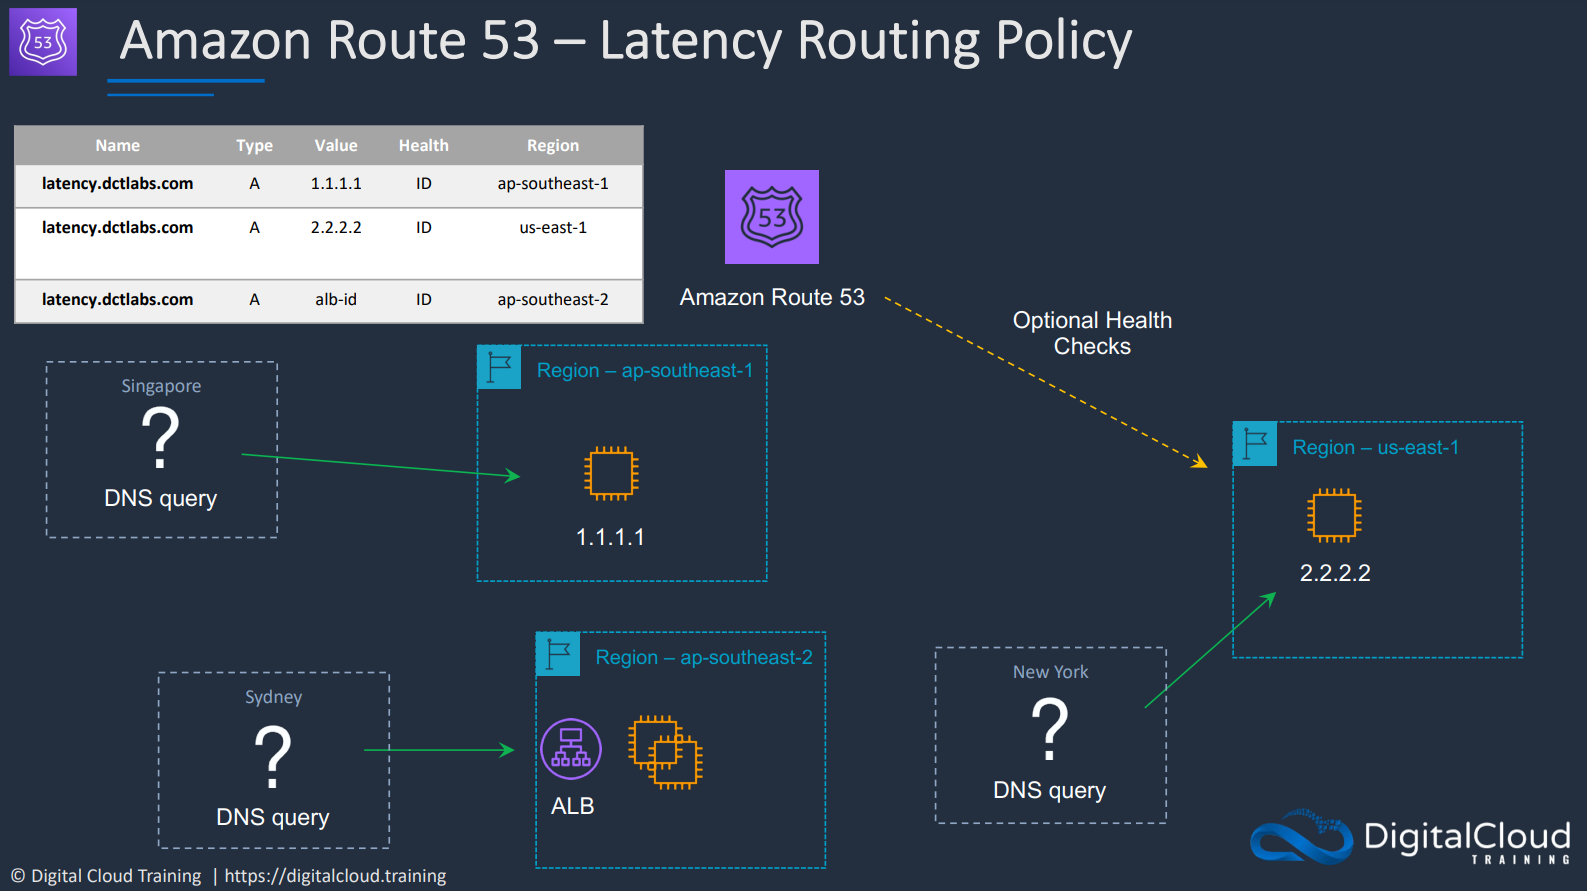 53
Amazon Route 53 – Latency Routing Policy
Name Type Value Health Region
latency.dctlabs.com A 1.1.1.1 ID ap-southeast-1
latency.dctlabs.com A 2.2.2.2 ID us-east-1
latency.dctlabs.com A alb-id ID ap-southeast-2
53
Amazon Route 53
Optional Health
Checks
Singapore
?
DNS query
Region – ap-southeast-1
1.1.1.1
Region – us-east-1
2.2.2.2
Sydney
?
DNS query
Region – ap-southeast-2
ALB
New York
?
DNS query
DigitalCloud
TRAINING
© Digital Cloud Training | https://digitalcloud.training